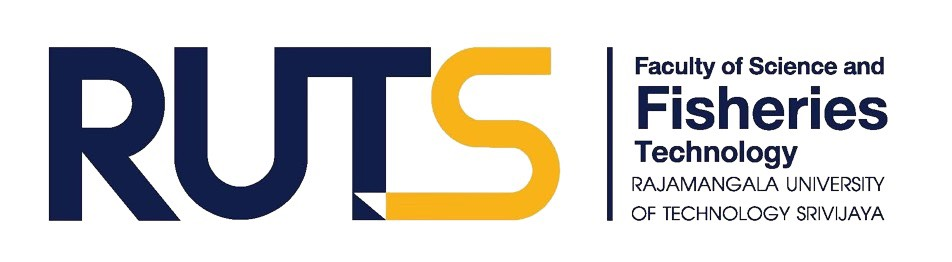 RUTS
Faculty of Science and
Fisheries
Technology
RAJAMANGALA UNIVERSITY
OF TECHNOLOGY SRIVIJAYA